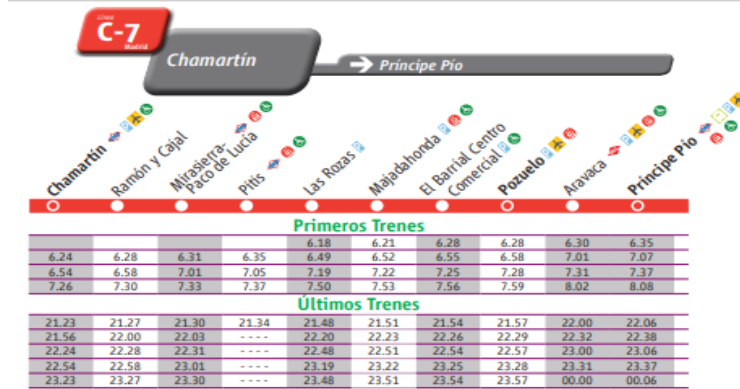 Línea
C-7
Madrid
Chamartín
Príncipe Pío
Chamartín
Ramón y Cajal
Mirasierra-
Paco de Lucía
Pitis
Las Rozas
Majadahonda
El Barrial Centro
Comercial
Pozuelo
Aravaca
Príncipe Pío
Primeros Trenes
6.18 6.21 6.28 6.28 6.30 6.35
6.24 6.28 6.31 6.35 6.49 6.52 6.55 6.58 7.01 7.07
6.54 6.58 7.01 7.05 7.19 7.22 7.25 7.28 7.31 7.37
7.26 7.30 7.33 7.37 7.50 7.53 7.56 7.59 8.02 8.08
Últimos Trenes
21.23 21.27 21.30 21.34 21.48 21.51 21.54 21.57 22.00 22.06
21.56 22.00 22.03 - - - - 22.20 22.23 22.26 22.29 22.32 22.38
22.24 22.28 22.31 - - - - 22.48 22.51 22.54 22.57 23.00 23.06
22.54 22.58 23.01 - - - - 23.19 23.22 23.25 23.28 23.31 23.37
23.23 23.27 23.30 - - - - 23.48 23.51 23.54 23.57 00.00 00.06